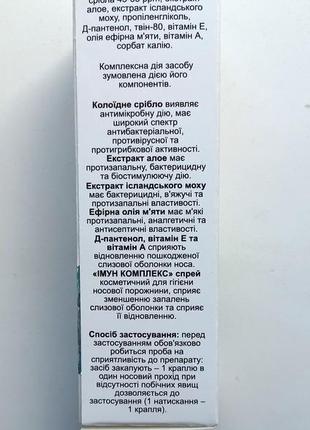 срібла 45-60 ppm, екстракт
алое, екстракт ісландського
моху, пропіленгліколь,
Д-пантенол, твін-80, вітамін Е,
олія ефірна м'яти, вітамін А,
сорбат калію.
Комплексна дія засобу
зумовлена дією його
компонентів.
Колоїдне срібло виявляє
антимікробну дію, має
широкий спектр
антибактеріальної,
противірусної та
протигрибкової активності.
Екстракт алое має
протизапальну, бактерицидну
та біостимулюючу дію.
Екстракт ісландського моху
має бактерицидні, в'яжучі та
протизапальні властивості.
Ефірна олія м'яти має м'які
протизапальні, аналгетичні та
антисептичні властивості.
Д-пантенол, вітамін Е та
вітамін А сприяють
відновленню пошкодженої
слизової оболонки носа.
«ІМУН КОМПЛЕКС» спрей
косметичний для гігієни
носової порожнини, сприяє
зменшенню запалень
слизової оболонки та сприяє
її відновленню.
Спосіб застосування: перед
застосуванням обов'язково
робиться проба на
сприятливість до препарату:
засіб закапують – 1 краплю в
один носовий прохід при
відсутності побічних явищ
дозволяється до
застосування (1 натискання –
1 крапля).